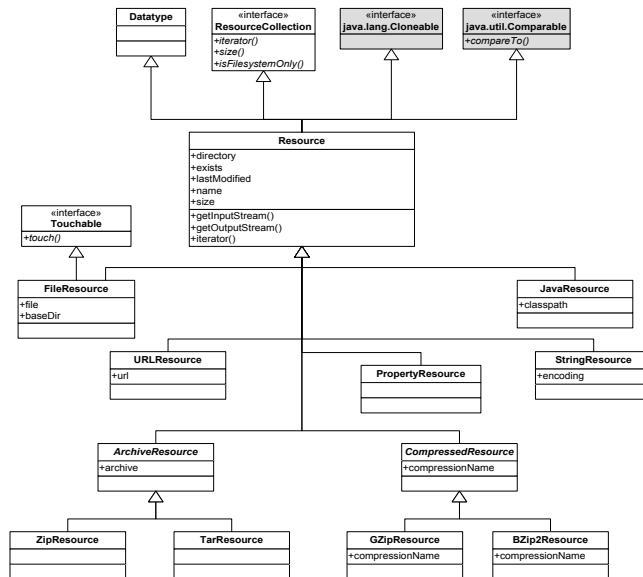 Datatype
«interface»
ResourceCollection
+iterator()
+size()
+isFilesystemOnly()
«interface»
java.lang.Cloneable
«interface»
java.util.Comparable
+compareTo()
Resource
+directory
+exists
+lastModified
+name
+size
+getInputStream()
+getOutputStream()
+iterator()
«interface»
Touchable
+touch()
FileResource
+file
+baseDir
JavaResource
+classpath
URLResource
+url
PropertyResource
StringResource
+encoding
ArchiveResource
+archive
CompressedResource
+compressionName
ZipResource
TarResource
GZipResource
+compressionName
BZip2Resource
+compressionName